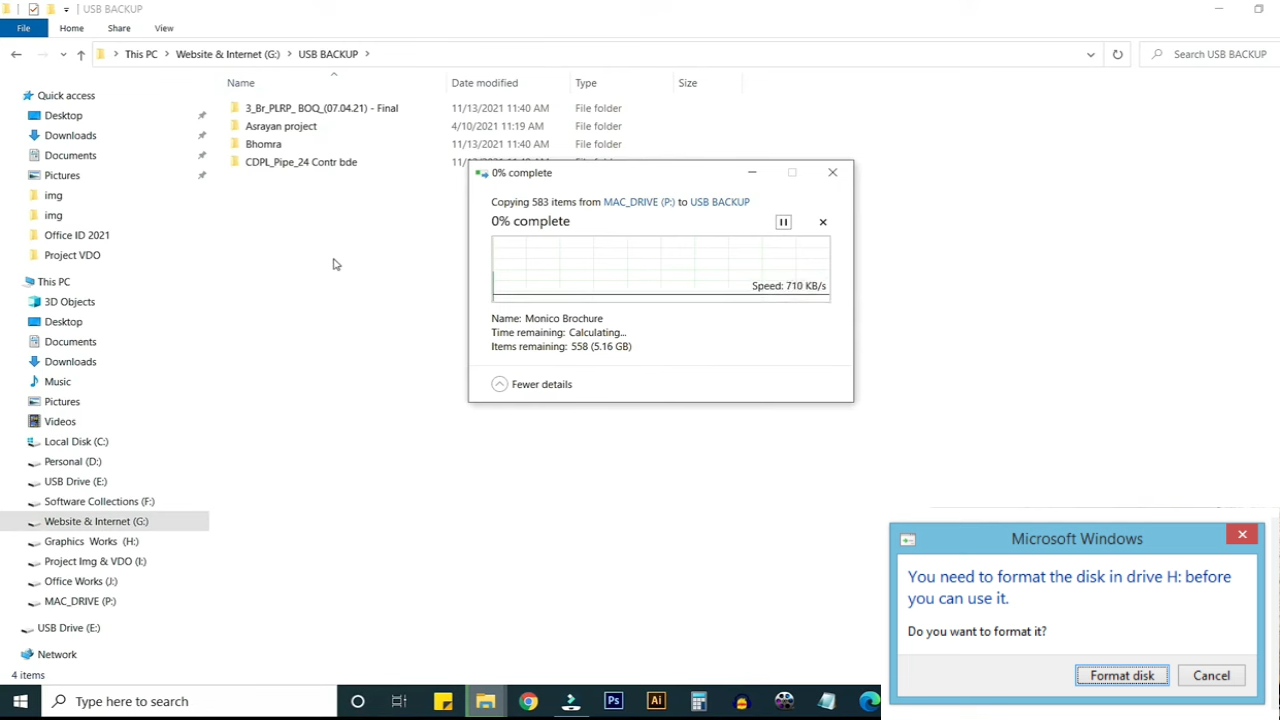 USB BACKUP
File Home Share View
This PC Website & Internet (G:) USB BACKUP Search USB BACKUP
Name Date modified Type Size
Quick access
Desktop
Downloads
Documents
Pictures
img
img
Office ID 2021
Project VDO
This PC
3D Objects
Desktop
Documents
Downloads
Music
Pictures
Videos
Local Disk (C:)
Personal (D:)
USB Drive (E:)
Software Collections (F:)
Website & Internet (G:)
Graphics Works (H:)
Project Img & VDO (I:)
Office Works (J:)
MAC_DRIVE (P:)
USB Drive (E:)
Network
4 items
3_Br_PLRP_ BOQ_(07.04.21) - Final 11/13/2021 11:40 AM File folder
Asrayan project 4/10/2021 11:19 AM File folder
Bhomra 11/13/2021 11:40 AM File folder
CDPL_Pipe_24 Contr bde
0% complete
Copying 583 items from MAC_DRIVE (P:) to USB BACKUP
0% complete
Speed: 710 KB/s
Name: Monico Brochure
Time remaining: Calculating...
Items remaining: 558 (5.16 GB)
Fewer details
Microsoft Windows
You need to format the disk in drive H: before
you can use it.
Do you want to format it?
Format disk Cancel
Type here to search
Ps Ai